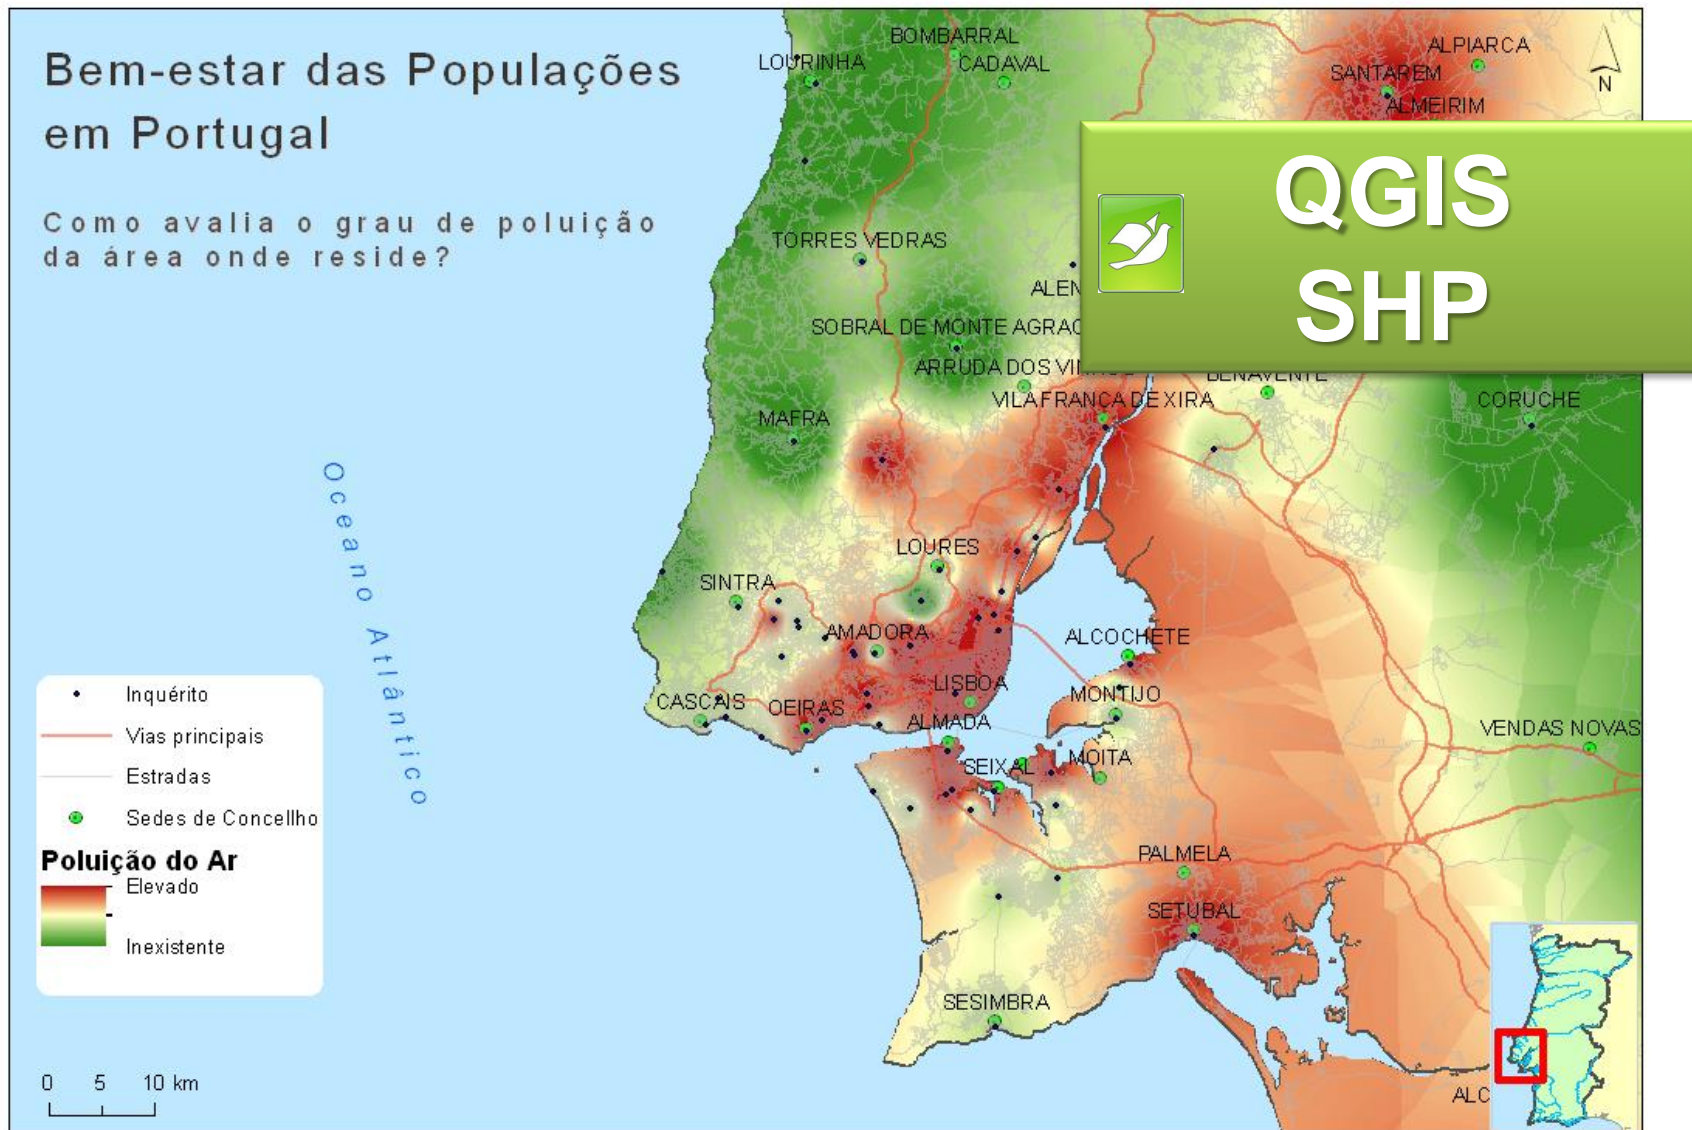 Bem-estar das Populações
em Portugal
Como avalia o grau de poluição
da área onde reside?
BOMBARRAL
LOURINHA
CADAVAL
ALPIARCA
SANTAREM
ALMEIRIM
N
QGIS
SHP
TORRES VEDRAS
ALEN
SOBRAL DE MONTE AGRAC
ARRUDA DOS VI
BENAVENTE
VILA FRANCA DE XIRA
CORUCHE
MAFRA
Oceano Atlântico
LOURES
SINTRA
AMADORA
ALCOCHETE
LISBOA
MONTIJO
CASCAIS
OEIRAS
ALMADA
VENDAS NOVAS
SEIXAL
MOITA
PALMELA
SETUBAL
SESIMBRA
ALC
Inquérito
Vias principais
Estradas
Sedes de Concellho
Poluição do Ar
Elevado
Inexistente
0 5 10 km